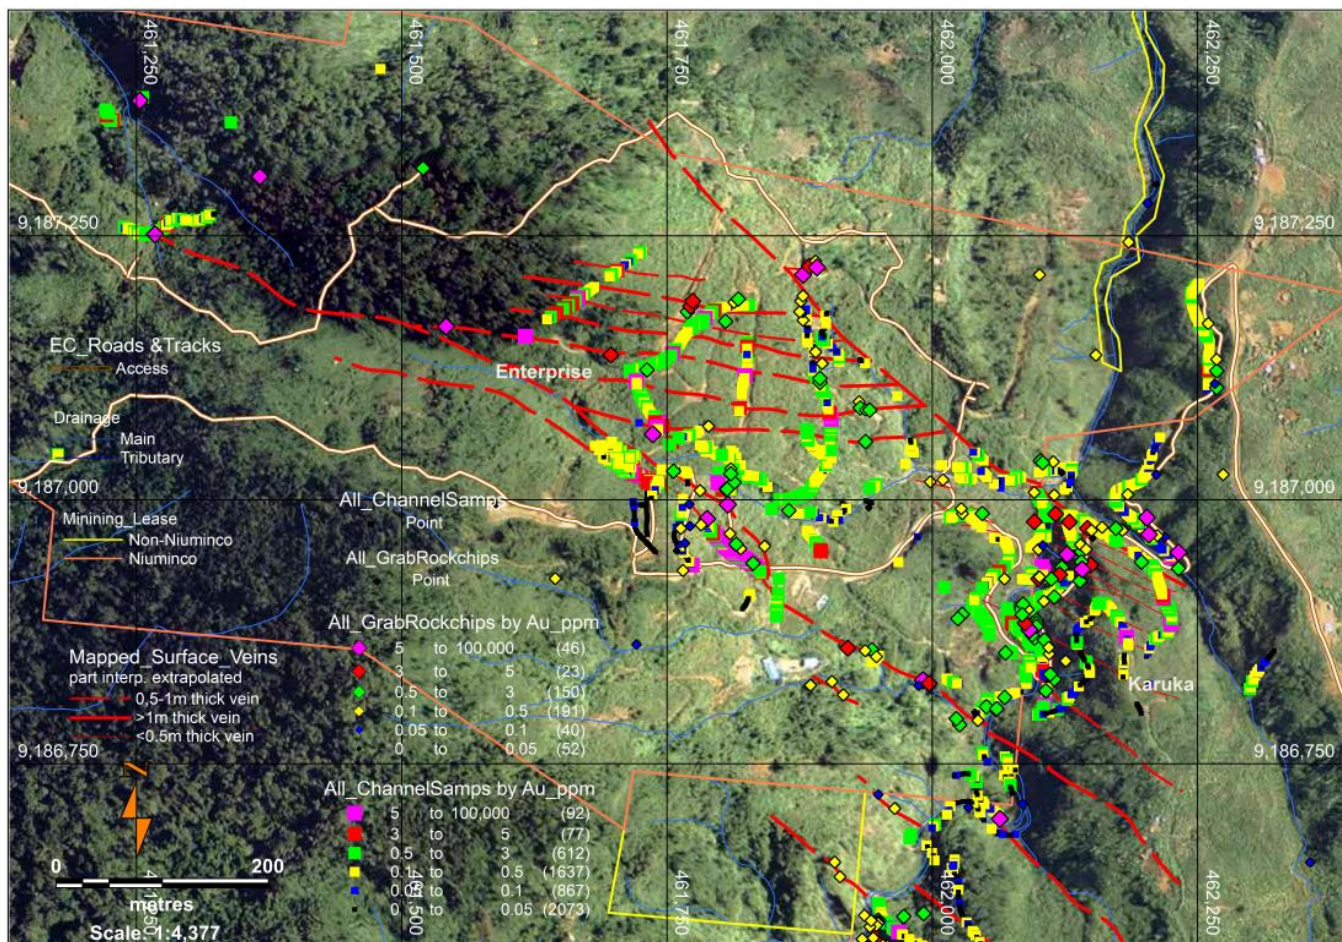 461,250
461,500
461,750
462,000
462,250
9,187,250
9,187,250
EC_Roads &Tracks
Access
Enterprise
Drainage
Main
Tributary
9,187,000
9,187,000
All_ChannelSamps
Point
Minining_Lease
Non-Niuminco
Niuminco
All_GrabRockchips
Point
All_GrabRockchips by Au_ppm
5 to 100,000 (46)
3 to 5 (23)
0.5 to 3 (150)
0.1 to 0.5 (191)
0.05 to 0.1 (40)
0 to 0.05 (52)
Mapped_Surface_Veins
part interp. extrapolated
0,5-1m thick vein
>1m thick vein
<0.5m thick vein
Karuka
9,186,750
9,186,750
All_ChannelSamps by Au_ppm
5 to 100,000 (92)
3 to 5 (77)
0.5 to 3 (612)
0.1 to 0.5 (1637)
0.05 to 0.1 (867)
0 to 0.05 (2073)
0 200
metres
Scale: 1:4,377
461,500
461,750
462,000
462,250